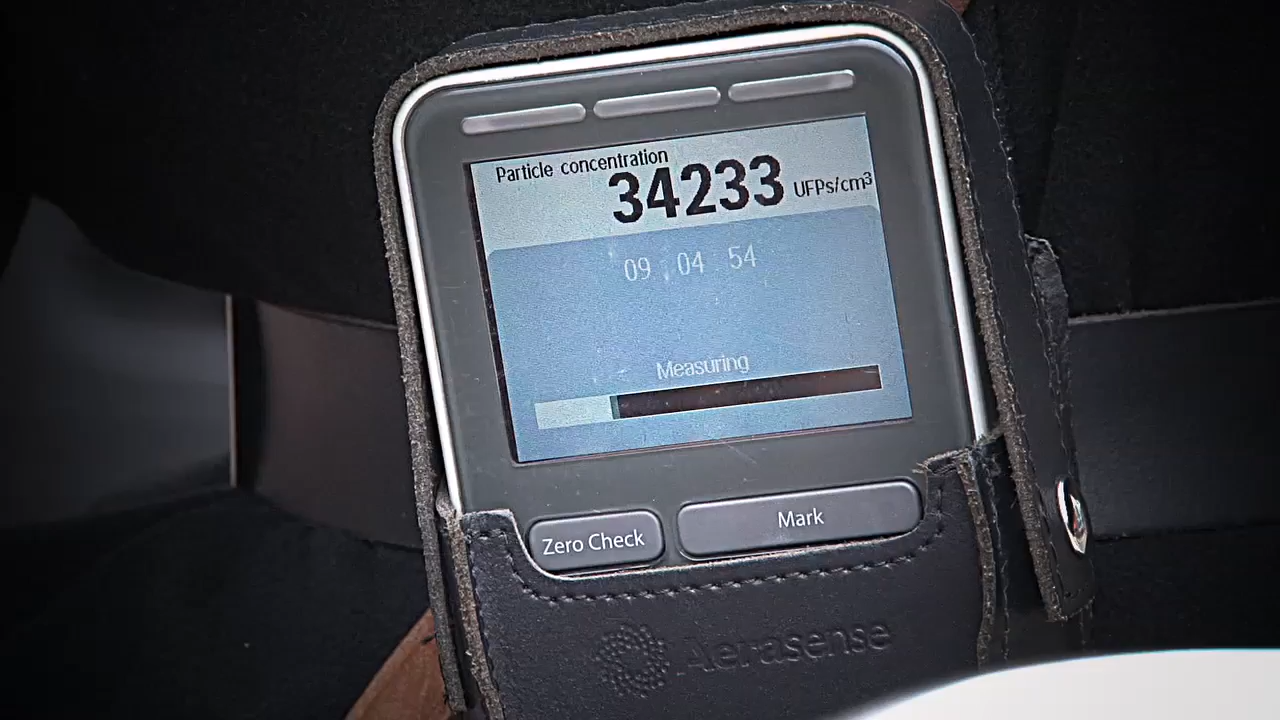 Particle concentration
34233 UFPs/cm³
09 : 04 54
Measuring
Zero Check
Mark
Aerasense